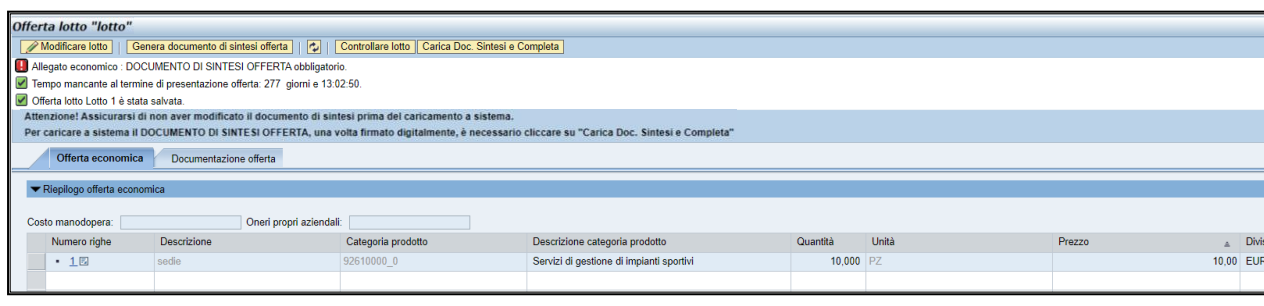 Offerta lotto "lotto"
Modificare lotto Genera documento di sintesi offerta Controllare lotto Carica Doc. Sintesi e Completa
Allegato economico : DOCUMENTO DI SINTESI OFFERTA obbligatorio.
Tempo mancante al termine di presentazione offerta: 277 giorni e 13:02:50.
Offerta lotto Lotto 1 è stata salvata.
Attenzione! Assicurarsi di non aver modificato il documento di sintesi prima del caricamento a sistema.
Per caricare a sistema il DOCUMENTO DI SINTESI OFFERTA, una volta firmato digitalmente, è necessario cliccare su "Carica Doc. Sintesi e Completa"
Offerta economica Documentazione offerta
Riepilogo offerta economica
Costo manodopera: Oneri propri aziendali:
Numero righe Descrizione Categoria prodotto Descrizione categoria prodotto Quantità Unità Prezzo Divis
• 1 sedie 92610000_0 Servizi di gestione di impianti sportivi 10,000 PZ 10,00 EUR